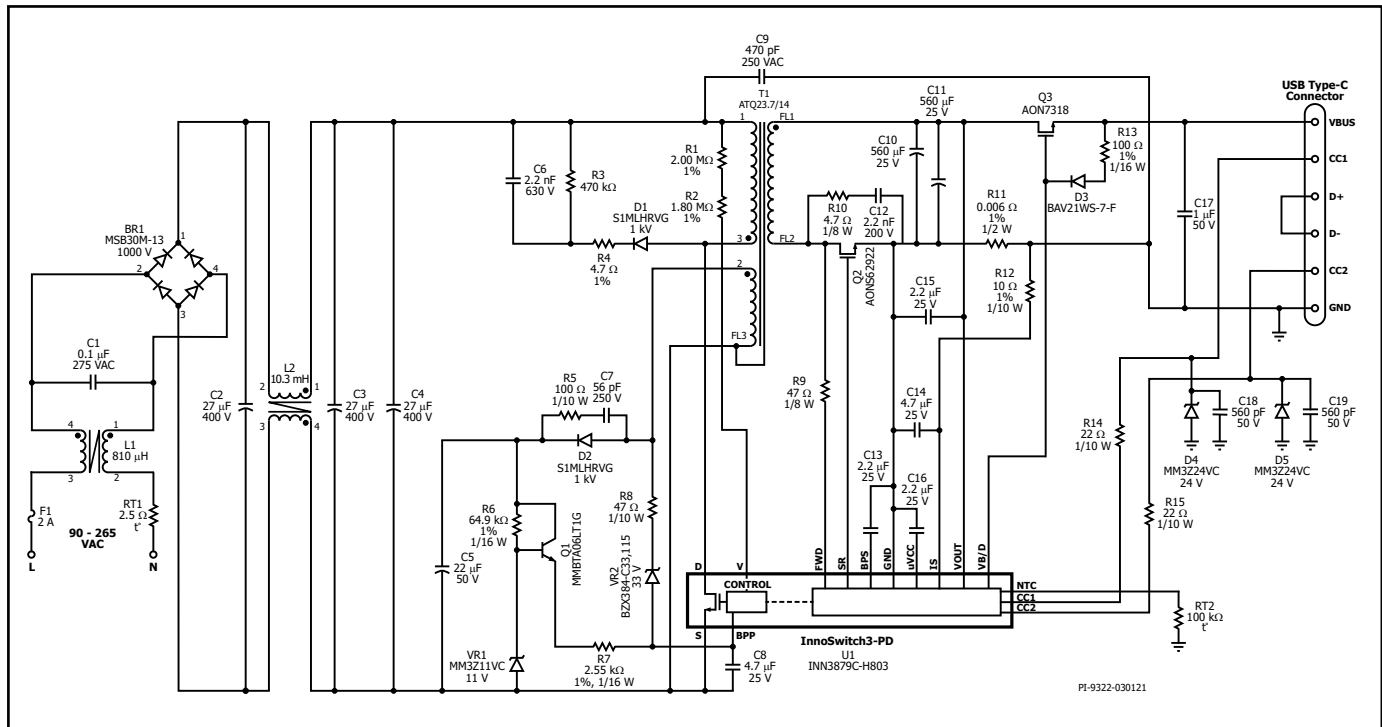 C9
470 pF
250 VAC
T1
ATQ23.7/14
1
3
2
FL1
FL2
FL3
C11
560 µF
25 V
C10
560 µF
25 V
Q3
AON7318
USB Type-C
Connector
VBUS
CC1
D+
D-
CC2
GND
R13
100 Ω
1%
1/16 W
D3
BAV21WS-7-F
C17
1 µF
50 V
R1
2.00 MΩ
1%
R2
1.80 MΩ
1%
C6
2.2 nF
630 V
R3
470 kΩ
D1
S1MLHRVG
1 kV
R4
4.7 Ω
1%
R10
4.7 Ω
1/8 W
C12
2.2 nF
200 V
Q2
AONS62922
R11
0.006 Ω
1%
1/2 W
R12
10 Ω
1%
1/10 W
C15
2.2 µF
25 V
BR1
MSB30M-13
1000 V
1
2
4
3
C1
0.1 µF
275 VAC
4
1
L1
810 µH
3
2
F1
2 A
RT1
2.5 Ω
t°
90 - 265
VAC
L
N
C2
27 µF
400 V
L2
10.3 mH
2
1
3
4
C3
27 µF
400 V
C4
27 µF
400 V
R5
100 Ω
1/10 W
C7
56 pF
250 V
D2
S1MLHRVG
1 kV
R9
47 Ω
1/8 W
C14
4.7 µF
25 V
C13
2.2 µF
25 V
C16
2.2 µF
25 V
R6
64.9 kΩ
1%
1/16 W
Q1
MMBTA06LT1G
R8
47 Ω
1/10 W
VR2
BZX384-C33,115
33 V
C5
22 µF
50 V
VR1
MM3Z11VC
11 V
R7
2.55 kΩ
1%, 1/16 W
C8
4.7 µF
25 V
R14
22 Ω
1/10 W
D4
MM3Z24VC
24 V
C18
560 pF
50 V
D5
MM3Z24VC
24 V
C19
560 pF
50 V
R15
22 Ω
1/10 W
D
V
FWD
SR
BPS
GND
uVCC
IS
VOUT
VB/D
NTC
CC1
CC2
CONTROL
S
BPP
InnoSwitch3-PD
U1
INN3879C-H803
RT2
100 kΩ
t°
PI-9322-030121